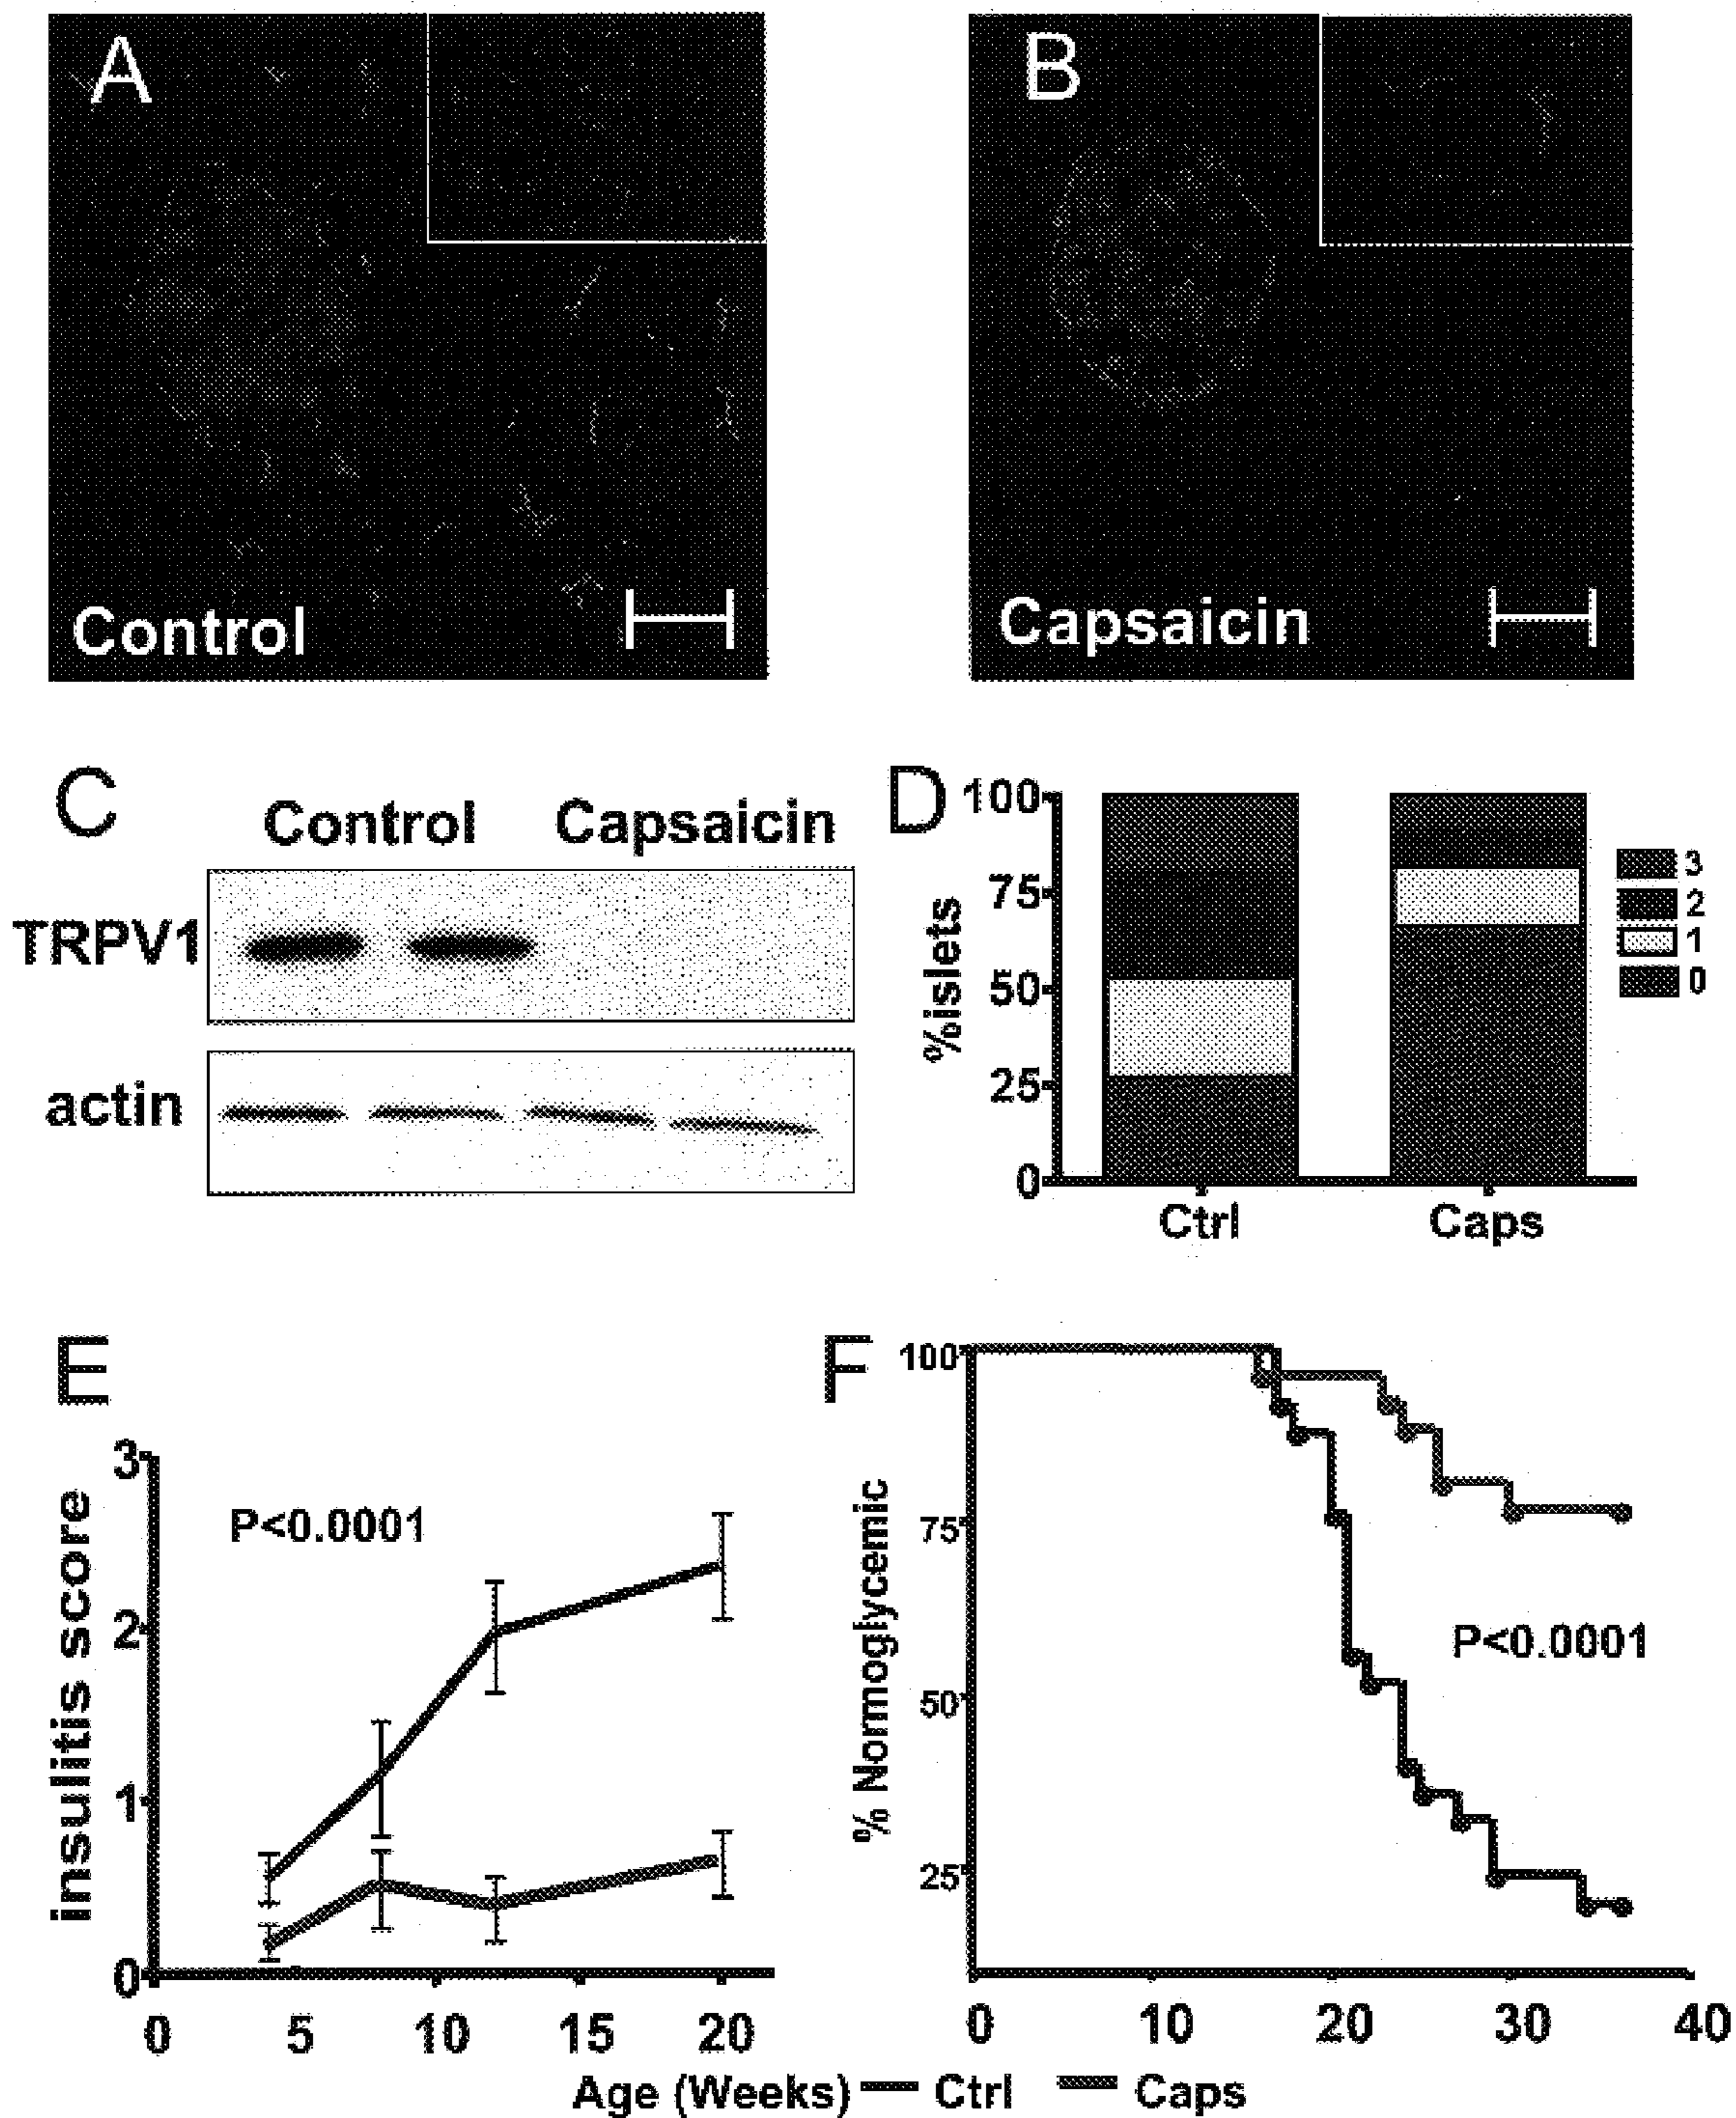 A
B
Control
Capsaicin
C
Control Capsaicin
TRPV1
actin
D
100
75
50
25
0
%islets
Ctrl Caps
3
2
1
0
E
3
2
1
0
insulitis score
P<0.0001
0 5 10 15 20
F
100
75
50
25
% Normoglycemic
P<0.0001
0 10 20 30 40
Age (Weeks) Ctrl Caps